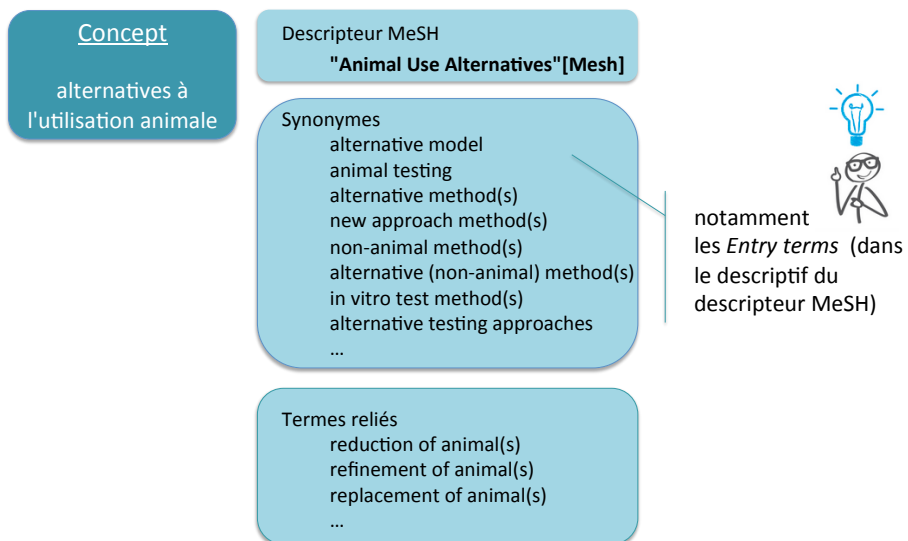 Concept
alternatives à
l'utilisation animale
Descripteur MeSH
"Animal Use Alternatives"[Mesh]
Synonymes
alternative model
animal testing
alternative method(s)
new approach method(s)
non-animal method(s)
alternative (non-animal) method(s)
in vitro test method(s)
alternative testing approaches
...
notamment
les Entry terms (dans
le descriptif du
descripteur MeSH)
Termes reliés
reduction of animal(s)
refinement of animal(s)
replacement of animal(s)
...